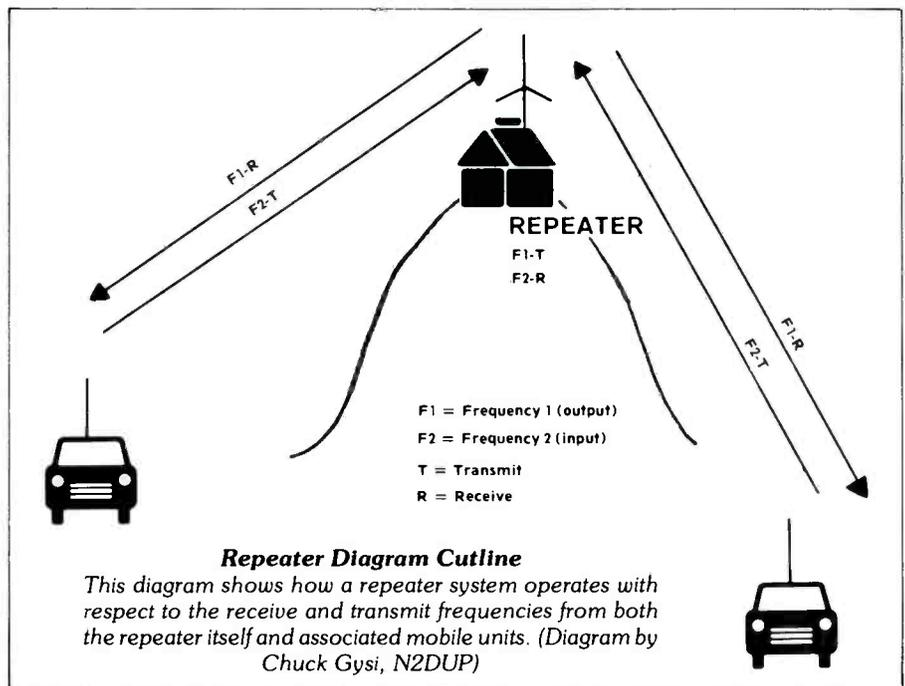 F1-R
F2-T
REPEATER
F1-T
F2-R
F1-R
F2-T
F1 = Frequency 1 (output)
F2 = Frequency 2 (input)
T = Transmit
R = Receive
Repeater Diagram Cutline
This diagram shows how a repeater system operates with
respect to the receive and transmit frequencies from both
the repeater itself and associated mobile units. (Diagram by
Chuck Gysi, N2DUP)